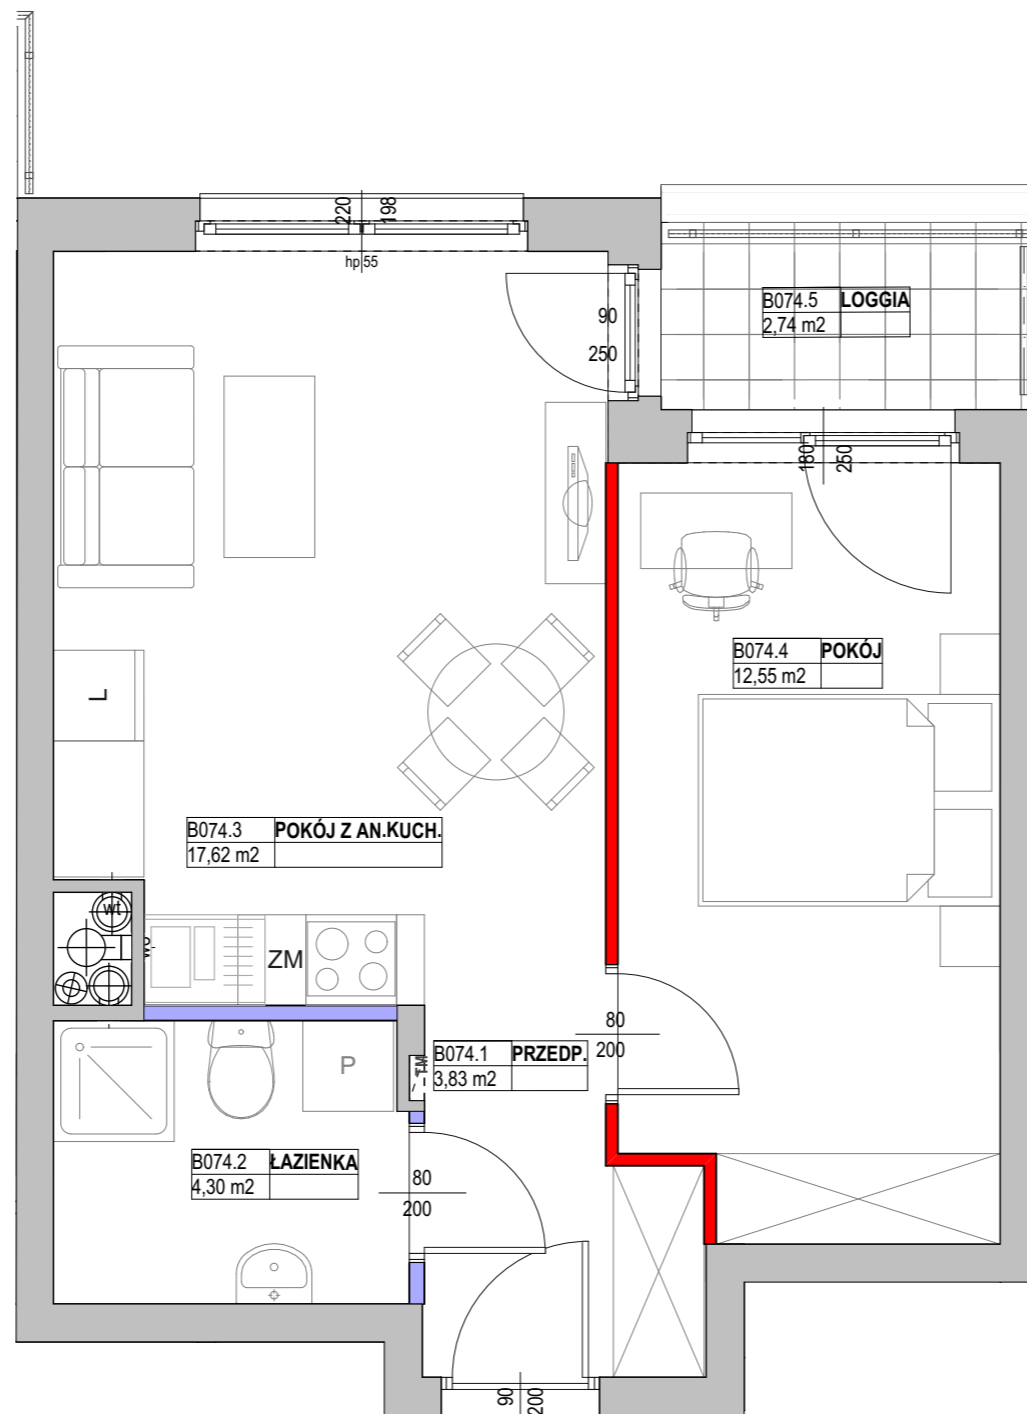 220
198
hp 55
90
250
B074.5 LOGGIA
2,74 m2
180
250
B074.4 POKÓJ
12,55 m2
L
B074.3 POKÓJ Z AN.KUCH.
17,62 m2
wt
ZM
80
200
TM
B074.1 PRZEDP.
3,83 m2
P
B074.2 ŁAZIENKA
4,30 m2
80
200
90
200